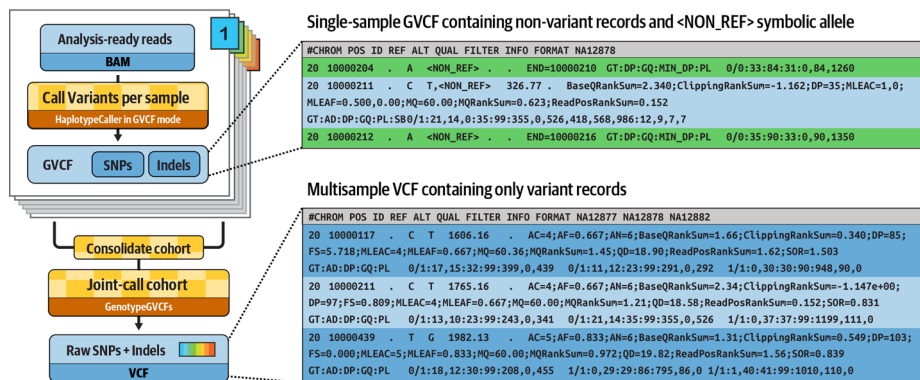 Analysis-ready reads
BAM
1
Call Variants per sample
HaplotypeCaller in GVCF mode
GVCF
SNPs
Indels
Consolidate cohort
Joint-call cohort
GenotypeGVCFs
Raw SNPs + Indels
VCF
Single-sample GVCF containing non-variant records and <NON_REF> symbolic allele
#CHROM POS ID REF ALT QUAL FILTER INFO FORMAT NA12878
20 10000204 . A <NON_REF> . . END=10000210 GT:DP:GQ:MIN_DP:PL 0/0:33:84:31:0,84,1260
20 10000211 . C T,<NON_REF> 326.77 . BaseQRankSum=2.340;ClippingRankSum=-1.162;DP=35;MLEAC=1,0;
MLEAF=0.500,0.00;MQ=60.00;MQRankSum=0.623;ReadPosRankSum=0.152
GT:AD:DP:GQ:PL:SB0/1:21,14,0:35:99:355,0,526,418,568,986:12,9,7,7
20 10000212 . A <NON_REF> . . END=10000216 GT:DP:GQ:MIN_DP:PL 0/0:35:90:33:0,90,1350
Multisample VCF containing only variant records
#CHROM POS ID REF ALT QUAL FILTER INFO FORMAT NA12877 NA12878 NA12882
20 10000117 . C T 1606.16 . AC=4;AF=0.667;AN=6;BaseQRankSum=1.66;ClippingRankSum=0.340;DP=85;
FS=5.718;MLEAC=4;MLEAF=0.667;MQ=60.36;MQRankSum=1.45;QD=18.90;ReadPosRankSum=1.62;SOR=1.503
GT:AD:DP:GQ:PL 0/1:17,15:32:99:399,0,439 0/1:11,12:23:99:291,0,292 1/1:0,30:30:90:948,90,0
20 10000211 . C T 1765.16 . AC=4;AF=0.667;AN=6;BaseQRankSum=2.34;ClippingRankSum=-1.147e+00;
DP=97;FS=0.809;MLEAC=4;MLEAF=0.667;MQ=60.00;MQRankSum=1.21;QD=18.58;ReadPosRankSum=0.152;SOR=0.831
GT:AD:DP:GQ:PL 0/1:13,10:23:99:243,0,341 0/1:21,14:35:99:355,0,526 1/1:0,37:37:99:1199,111,0
20 10000439 . T G 1982.13 . AC=5;AF=0.833;AN=6;BaseQRankSum=1.31;ClippingRankSum=0.549;DP=103;
FS=0.000;MLEAC=5;MLEAF=0.833;MQ=60.00;MQRankSum=0.972;QD=19.82;ReadPosRankSum=1.56;SOR=0.839
GT:AD:DP:GQ:PL 0/1:18,12:30:99:208,0,455 1/1:0,29:29:86:795,86,0 1/1:1,40:41:99:1010,110,0